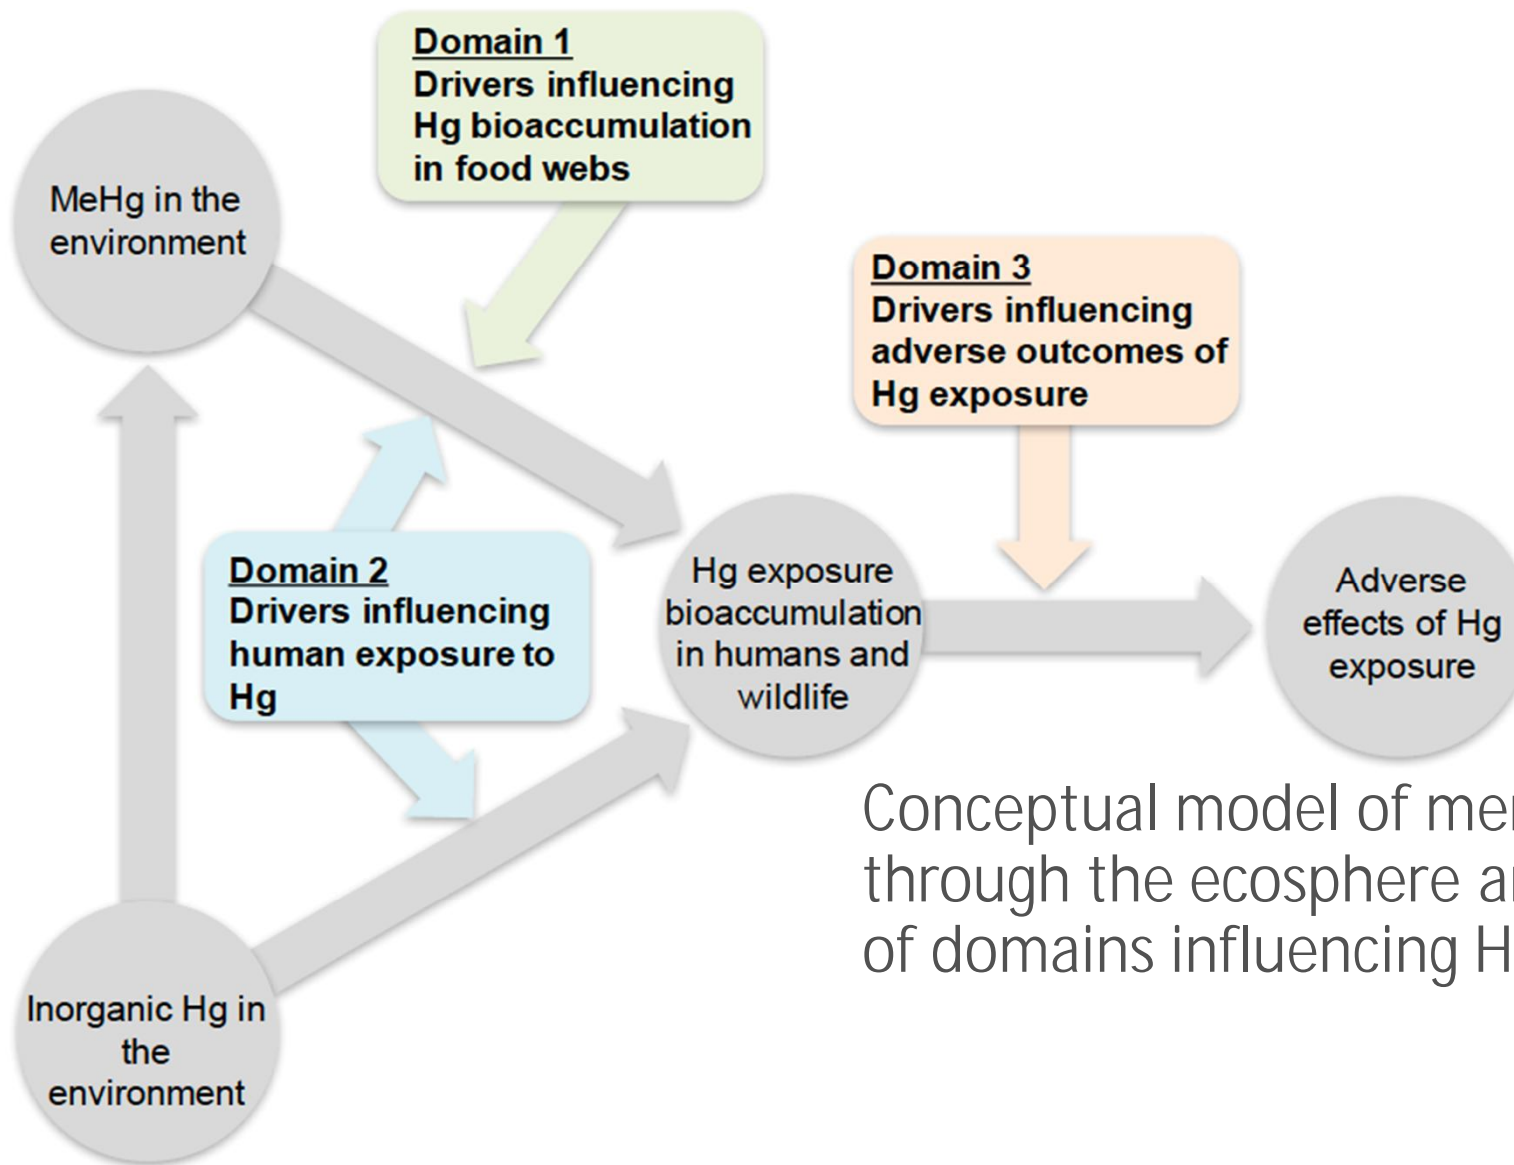 Domain 1
Drivers influencing
Hg bioaccumulation
in food webs
MeHg in the
environment
Domain 3
Drivers influencing
adverse outcomes of
Hg exposure
Domain 2
Drivers influencing
human exposure to
Hg
Hg exposure
bioaccumulation
in humans and
wildlife
Adverse
effects of Hg
exposure
Conceptual model of
through the ecosphere
of domains influencing
Inorganic Hg in
the
environment